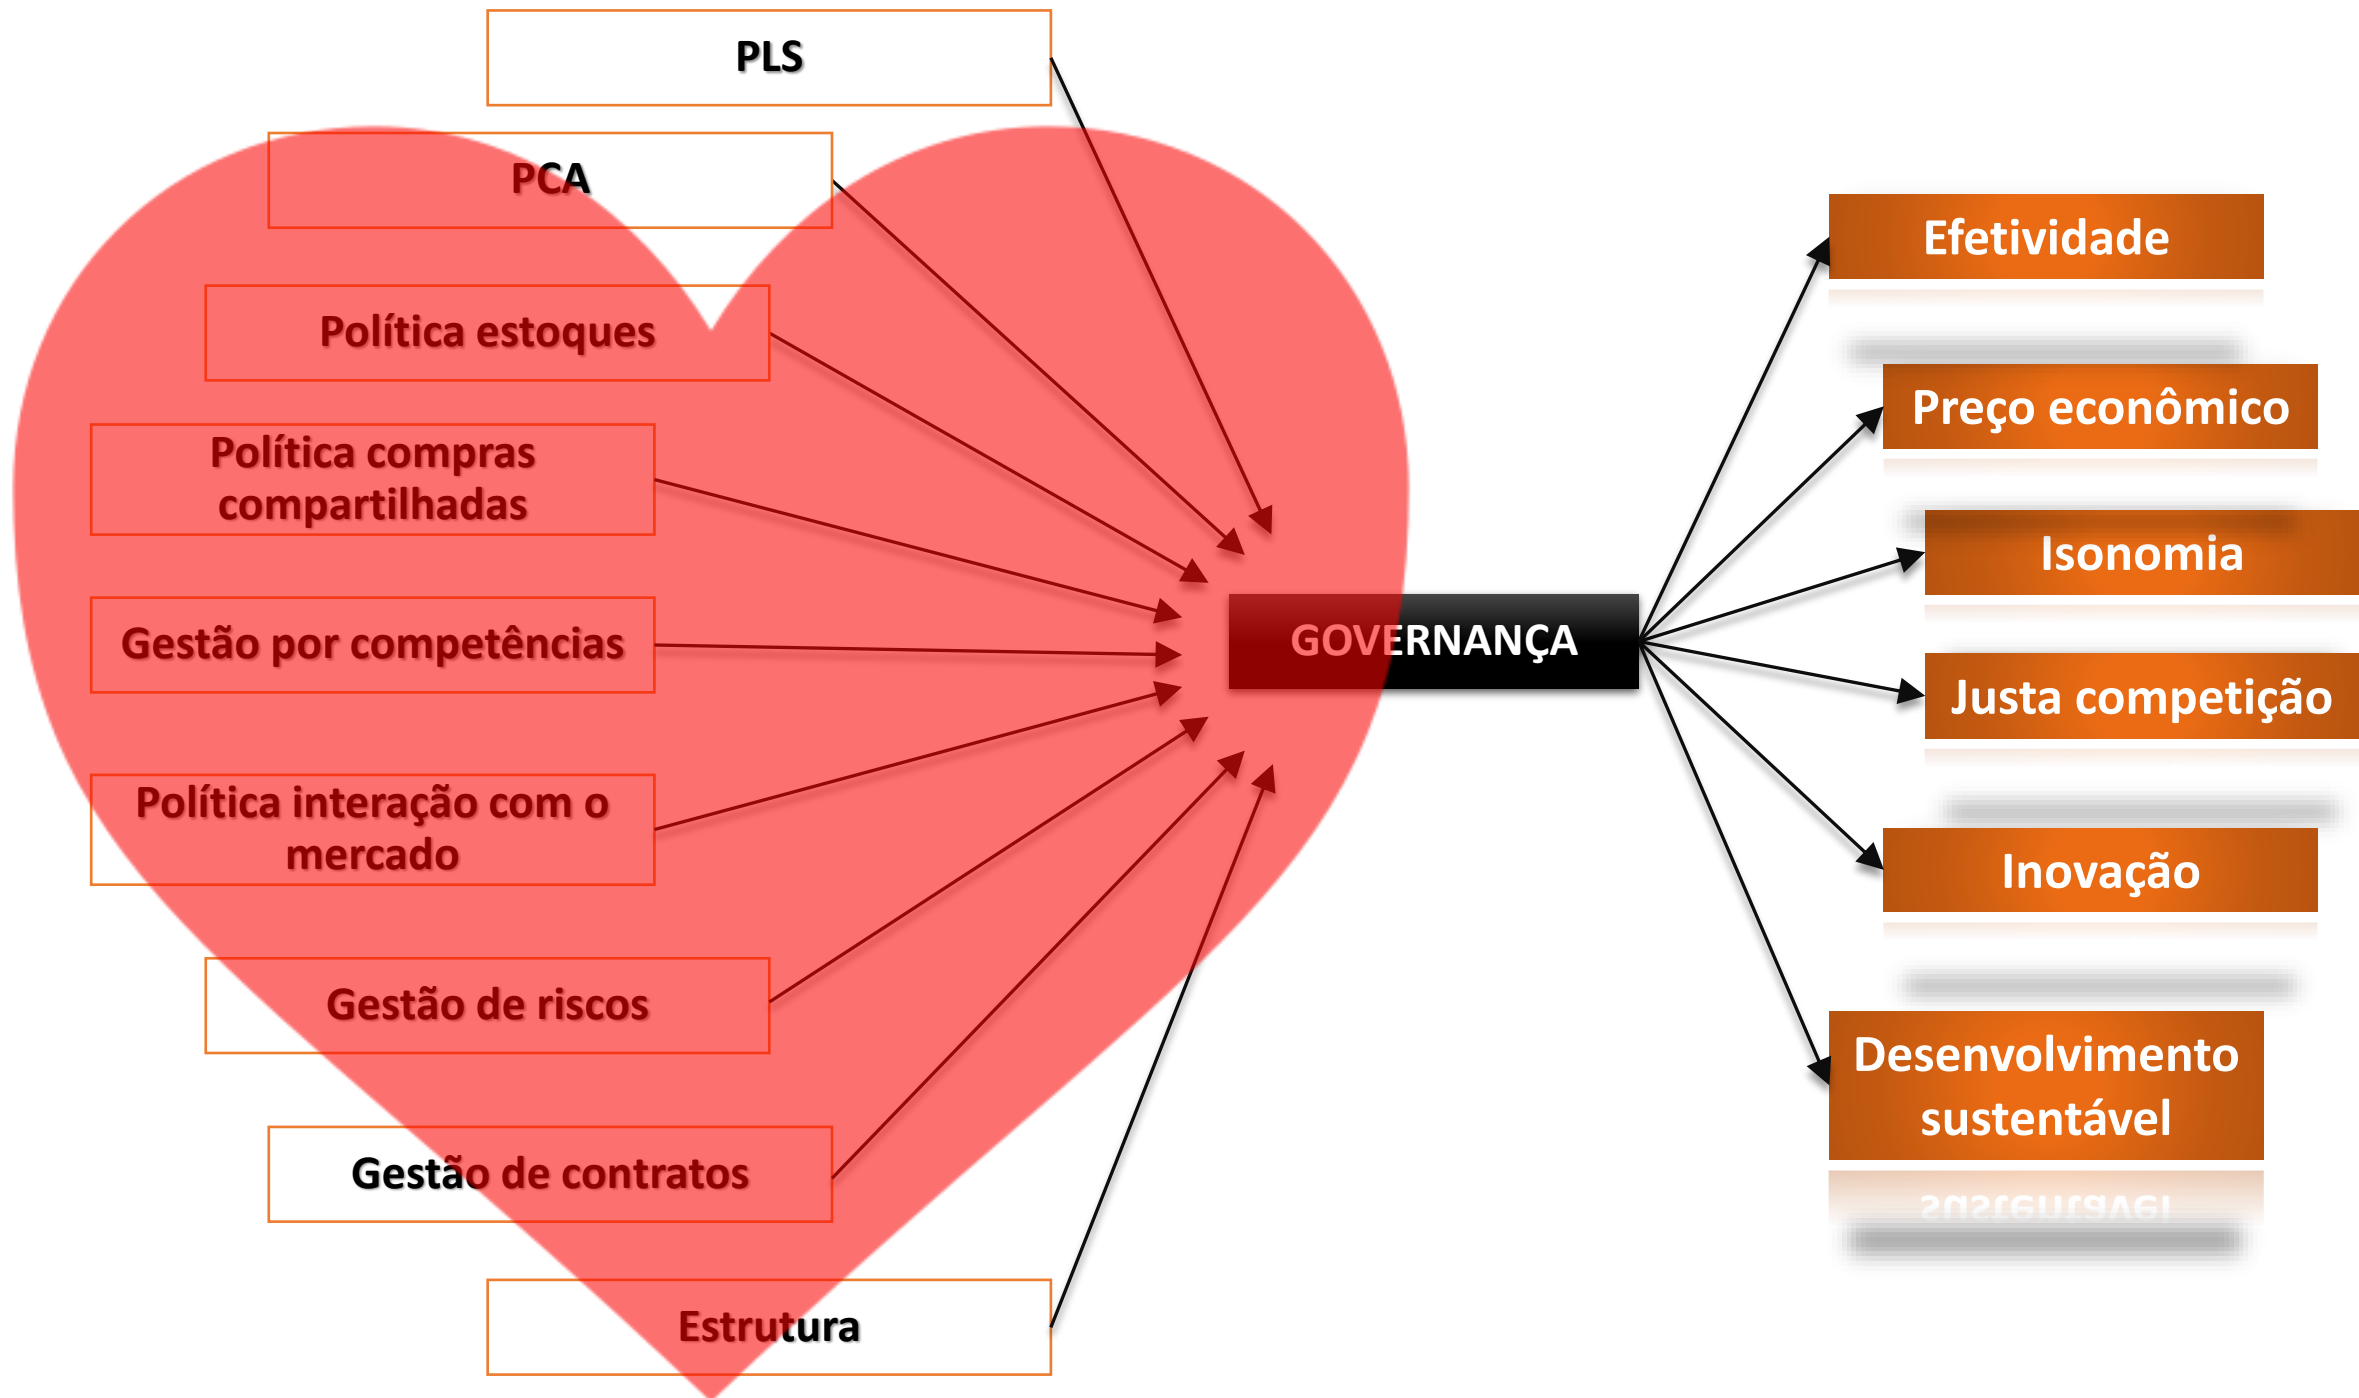 PLS
PCA
Política estoques
Política compras
compartilhadas
Gestão por competências
Política interação com o
mercado
Gestão de riscos
Gestão de contratos
Estrutura
GOVERNANÇA
Efetividade
Preço econômico
Isonomia
Justa competição
Inovação
Desenvolvimento
sustentável